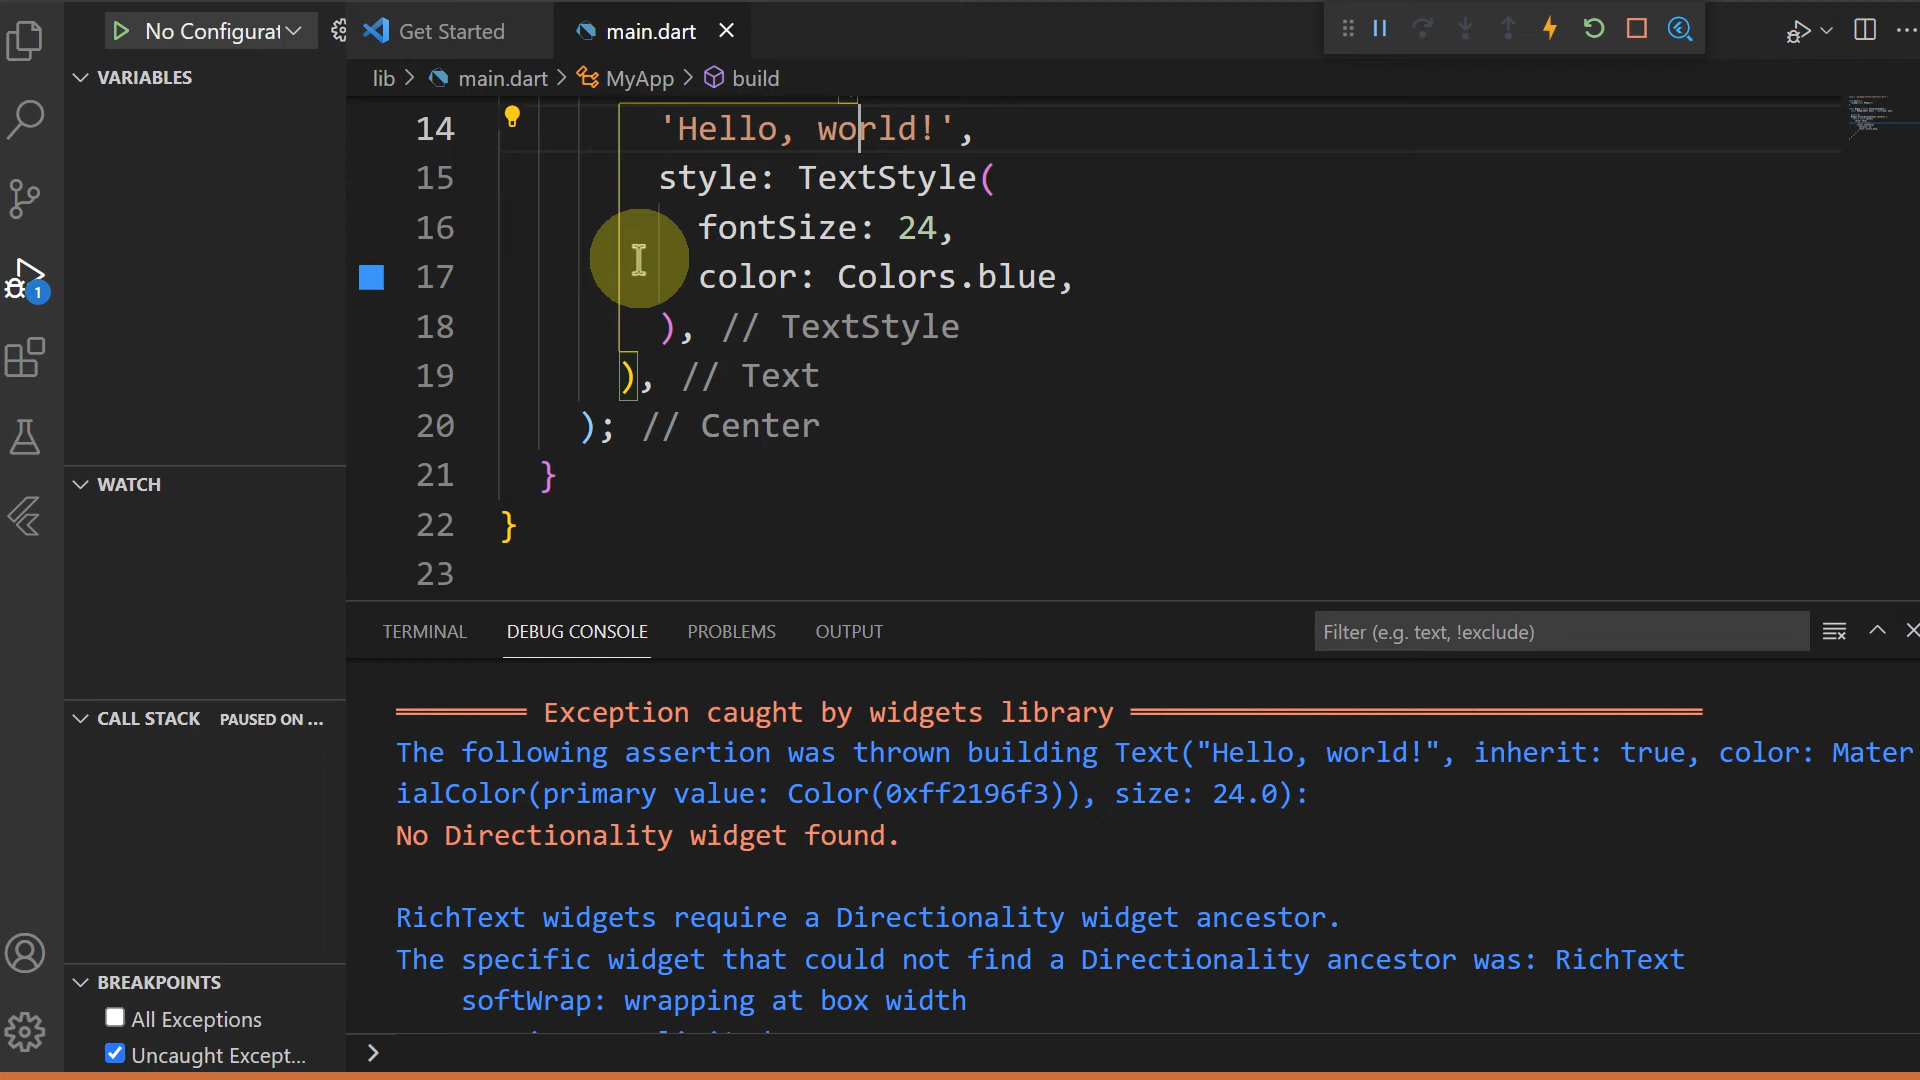 No Configurat
Get Started
main.dart
VARIABLES
lib > main.dart > MyApp > build
14 'Hello, world!',
15 style: TextStyle(
16 fontSize: 24,
17 color: Colors.blue,
18 ), // TextStyle
19 ), // Text
20 ); // Center
21 }
22 }
23
1
WATCH
CALL STACK PAUSED ON ...
BREAKPOINTS
All Exceptions
Uncaught Except...
TERMINAL DEBUG CONSOLE PROBLEMS OUTPUT
Filter (e.g. text, !exclude)
════════ Exception caught by widgets library ═══════════════════════════════════
The following assertion was thrown building Text("Hello, world!", inherit: true, color: Mater
ialColor(primary value: Color(0xff2196f3)), size: 24.0):
No Directionality widget found.
RichText widgets require a Directionality widget ancestor.
The specific widget that could not find a Directionality ancestor was: RichText
softWrap: wrapping at box width
>